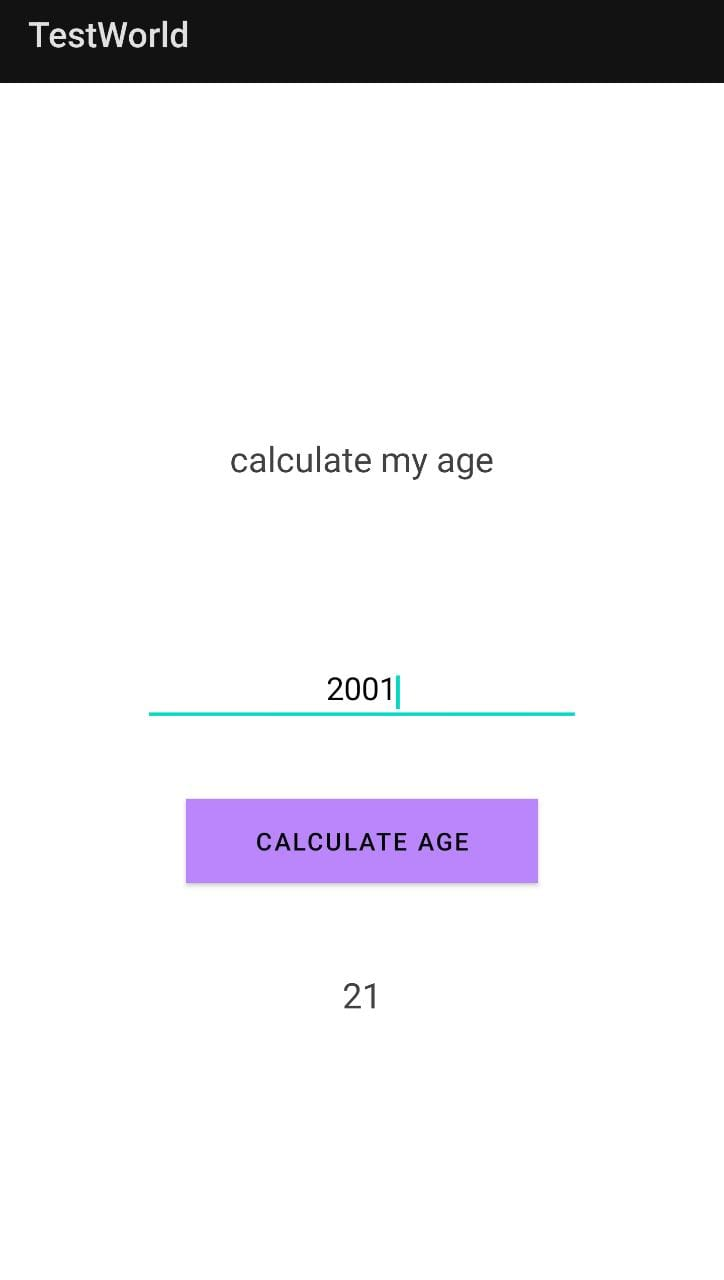 TestWorld
calculate my age
2001
CALCULATE AGE
21